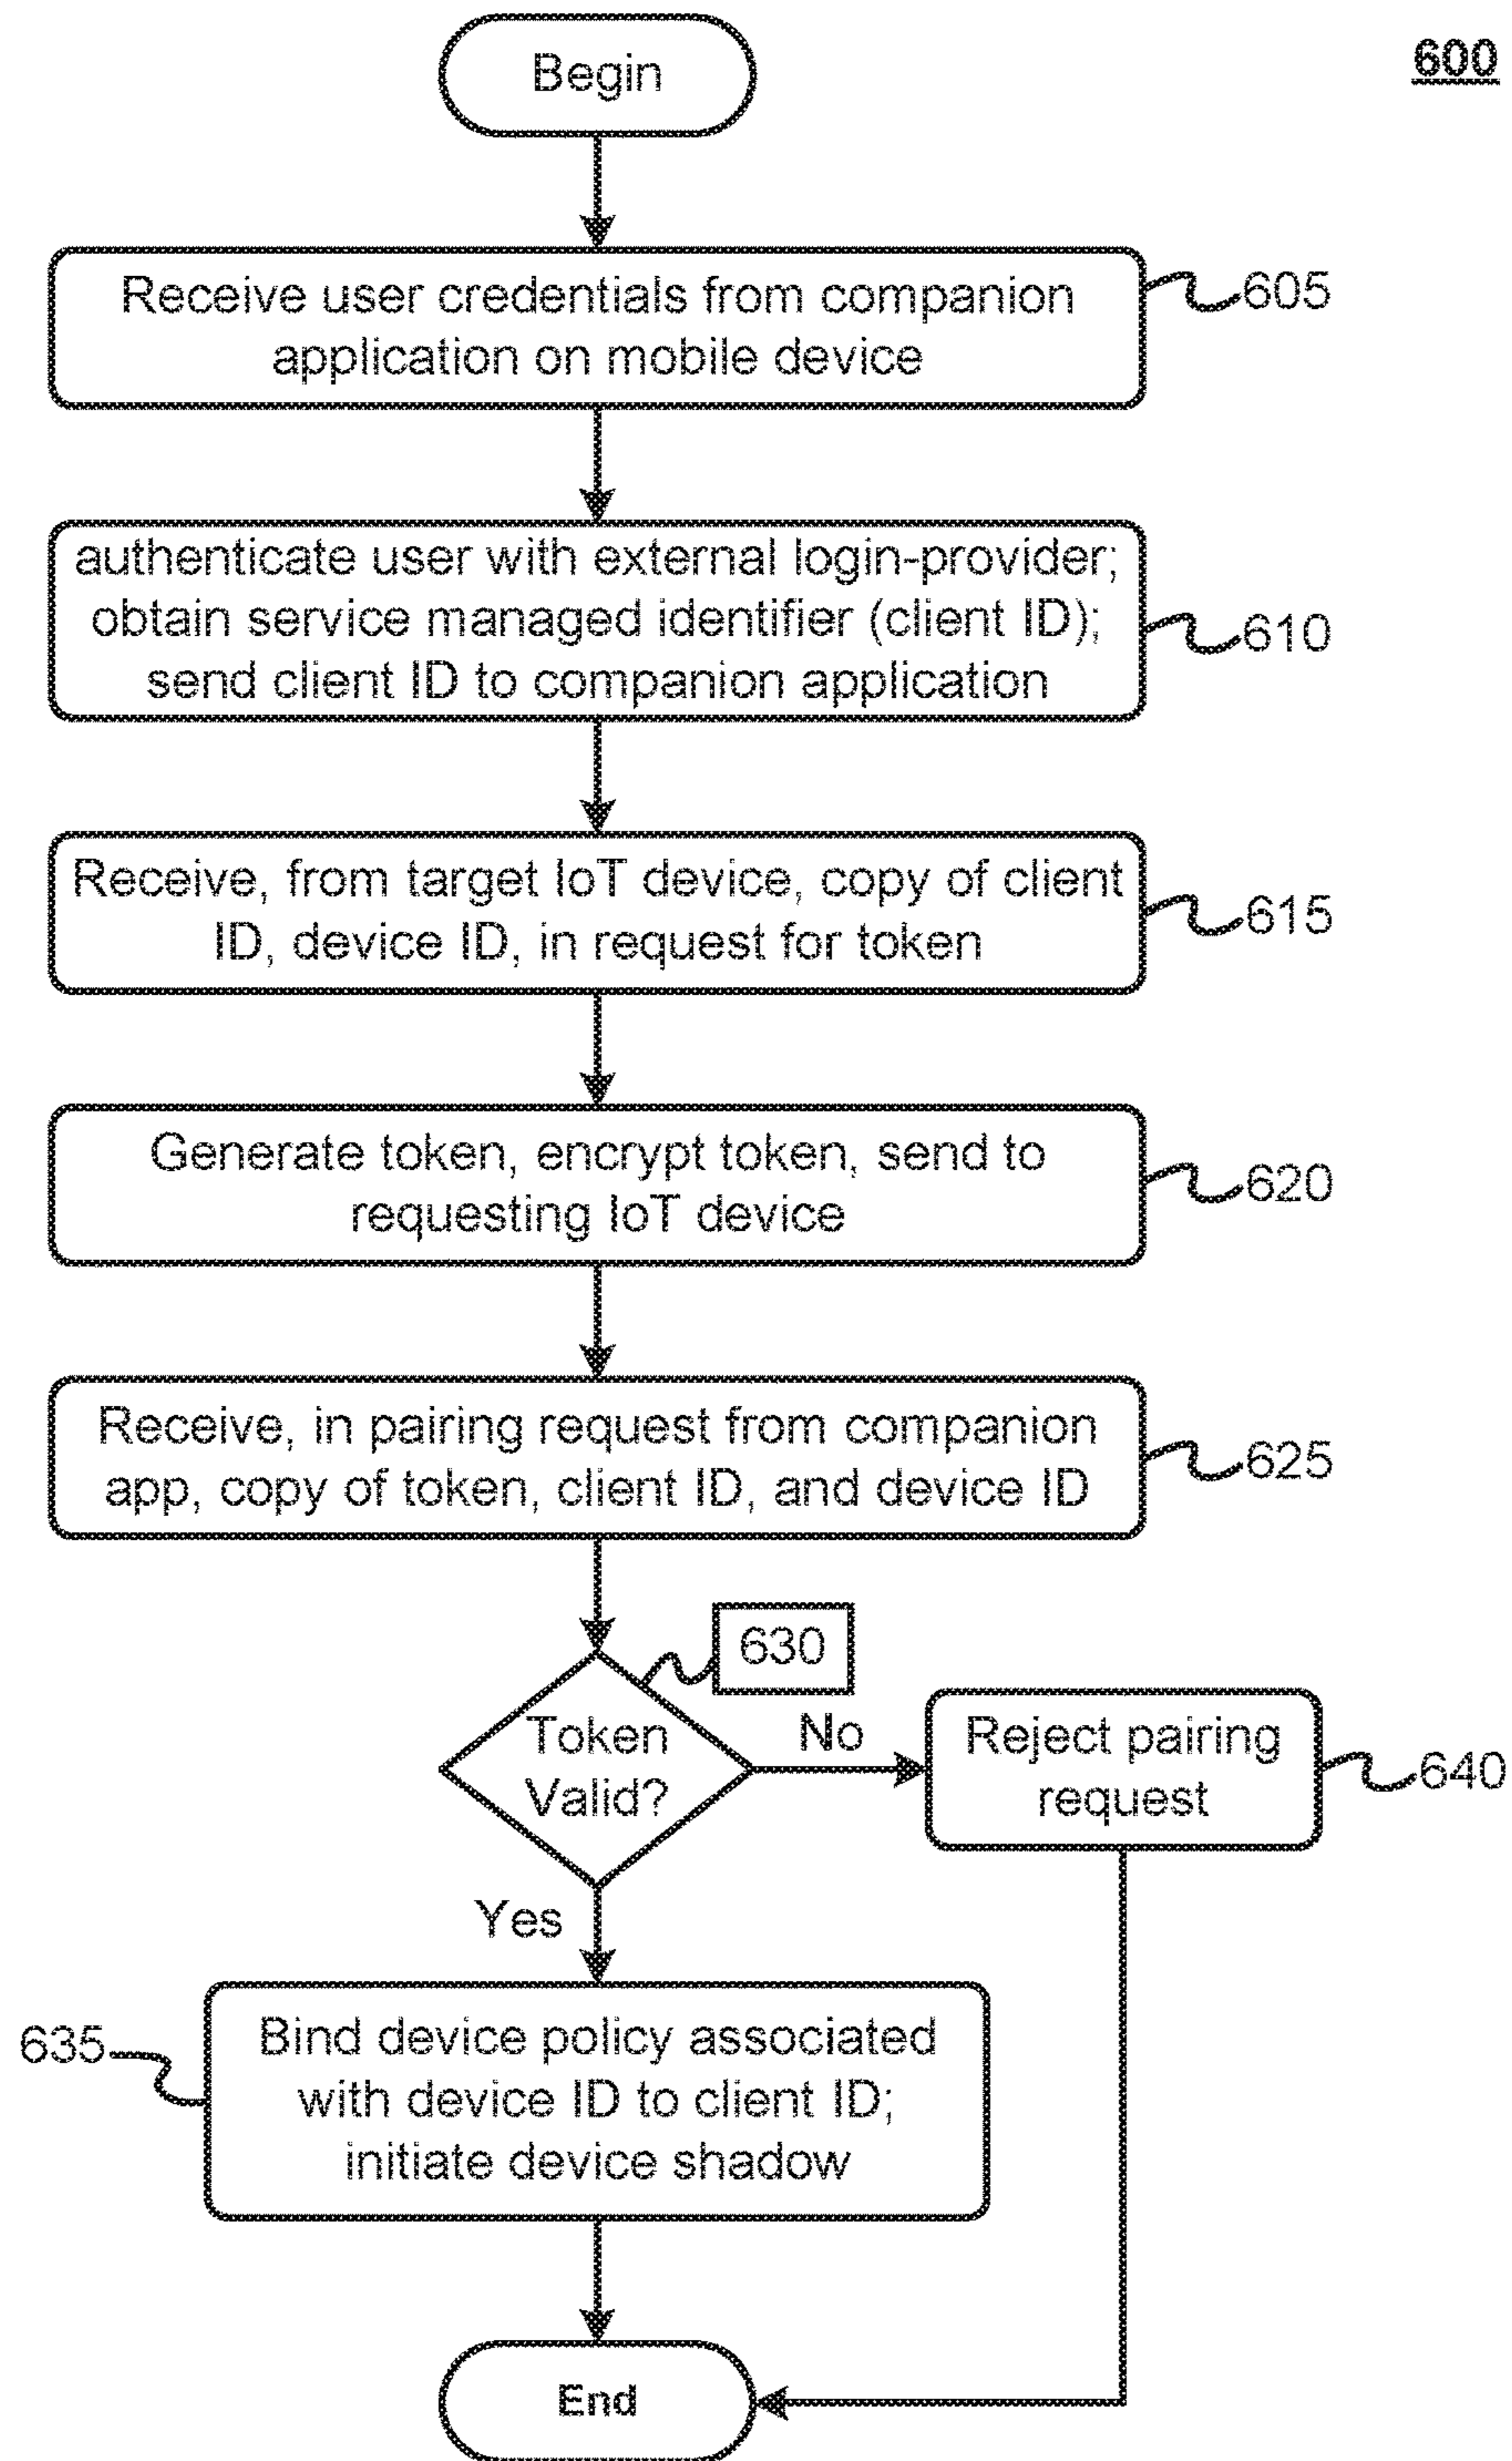 600
Begin
Receive user credentials from companion
application on mobile device
605
authenticate user with external login-provider;
obtain service managed identifier (client ID);
send client ID to companion application
610
Receive, from target IoT device, copy of client
ID, device ID, in request for token
615
Generate token, encrypt token, send to
requesting IoT device
620
Receive, in pairing request from companion
app, copy of token, client ID, and device ID
625
630
Token
Valid?
No
Reject pairing
request
640
Yes
635
Bind device policy associated
with device ID to client ID;
initiate device shadow
End